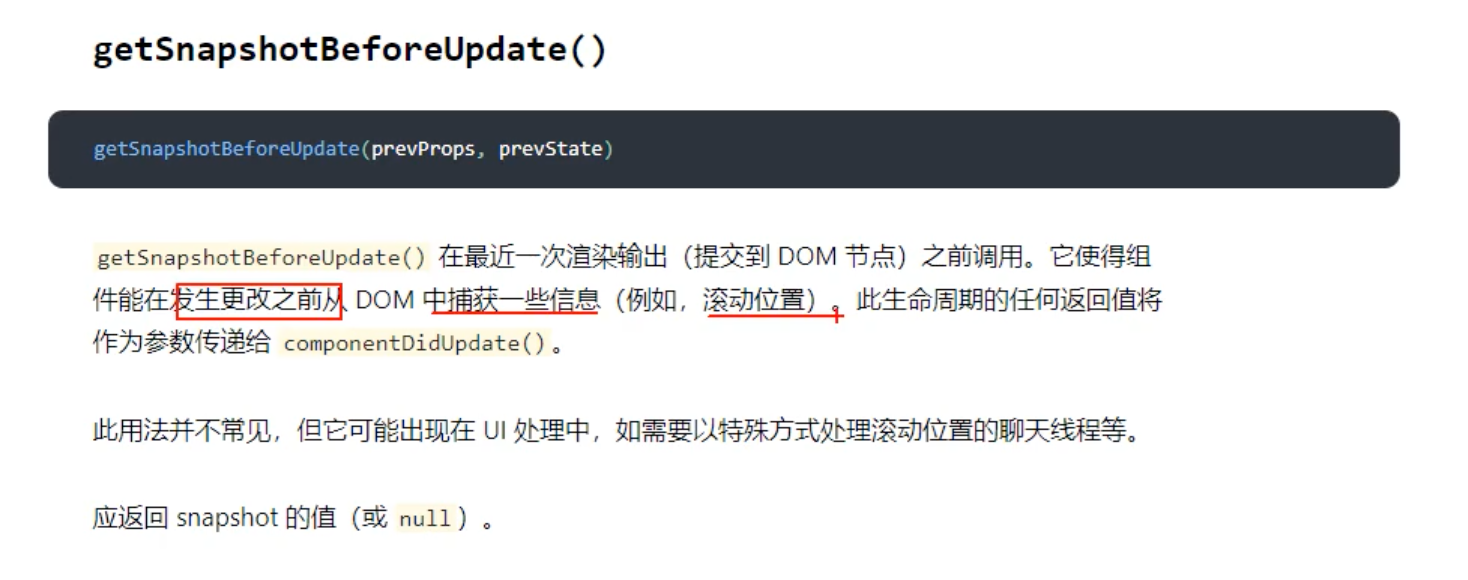 getSnapshotBeforeUpdate()
getSnapshotBeforeUpdate(prevProps, prevState)
getSnapshotBeforeUpdate() 在最近一次渲染输出（提交到 DOM 节点）之前调用。它使得组
件能在发生更改之前从 DOM 中捕获一些信息（例如，滚动位置）。此生命周期的任何返回值将
作为参数传递给 componentDidUpdate()。
此用法并不常见，但它可能出现在 UI 处理中，如需要以特殊方式处理滚动位置的聊天线程等。
应返回 snapshot 的值（或 null）。